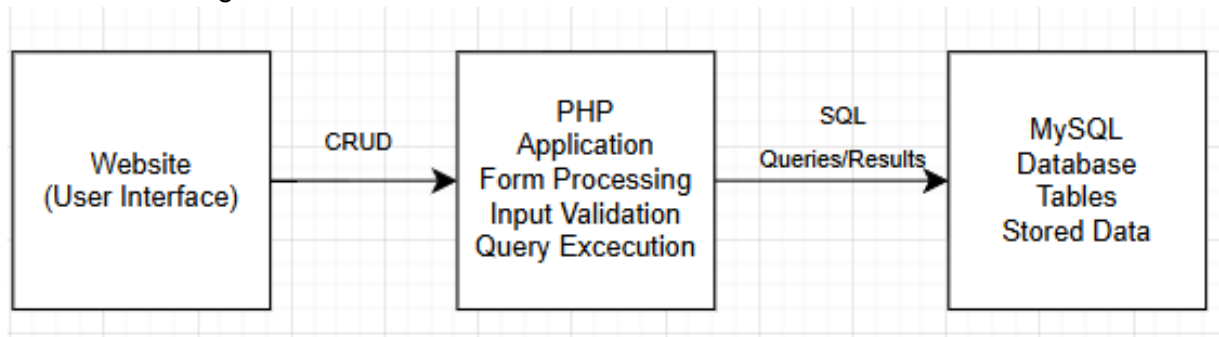 Website
(User Interface)
CRUD
PHP
Application
Form Processing
Input Validation
Query Excecution
SQL
Queries/Results
MySQL
Database
Tables
Stored Data